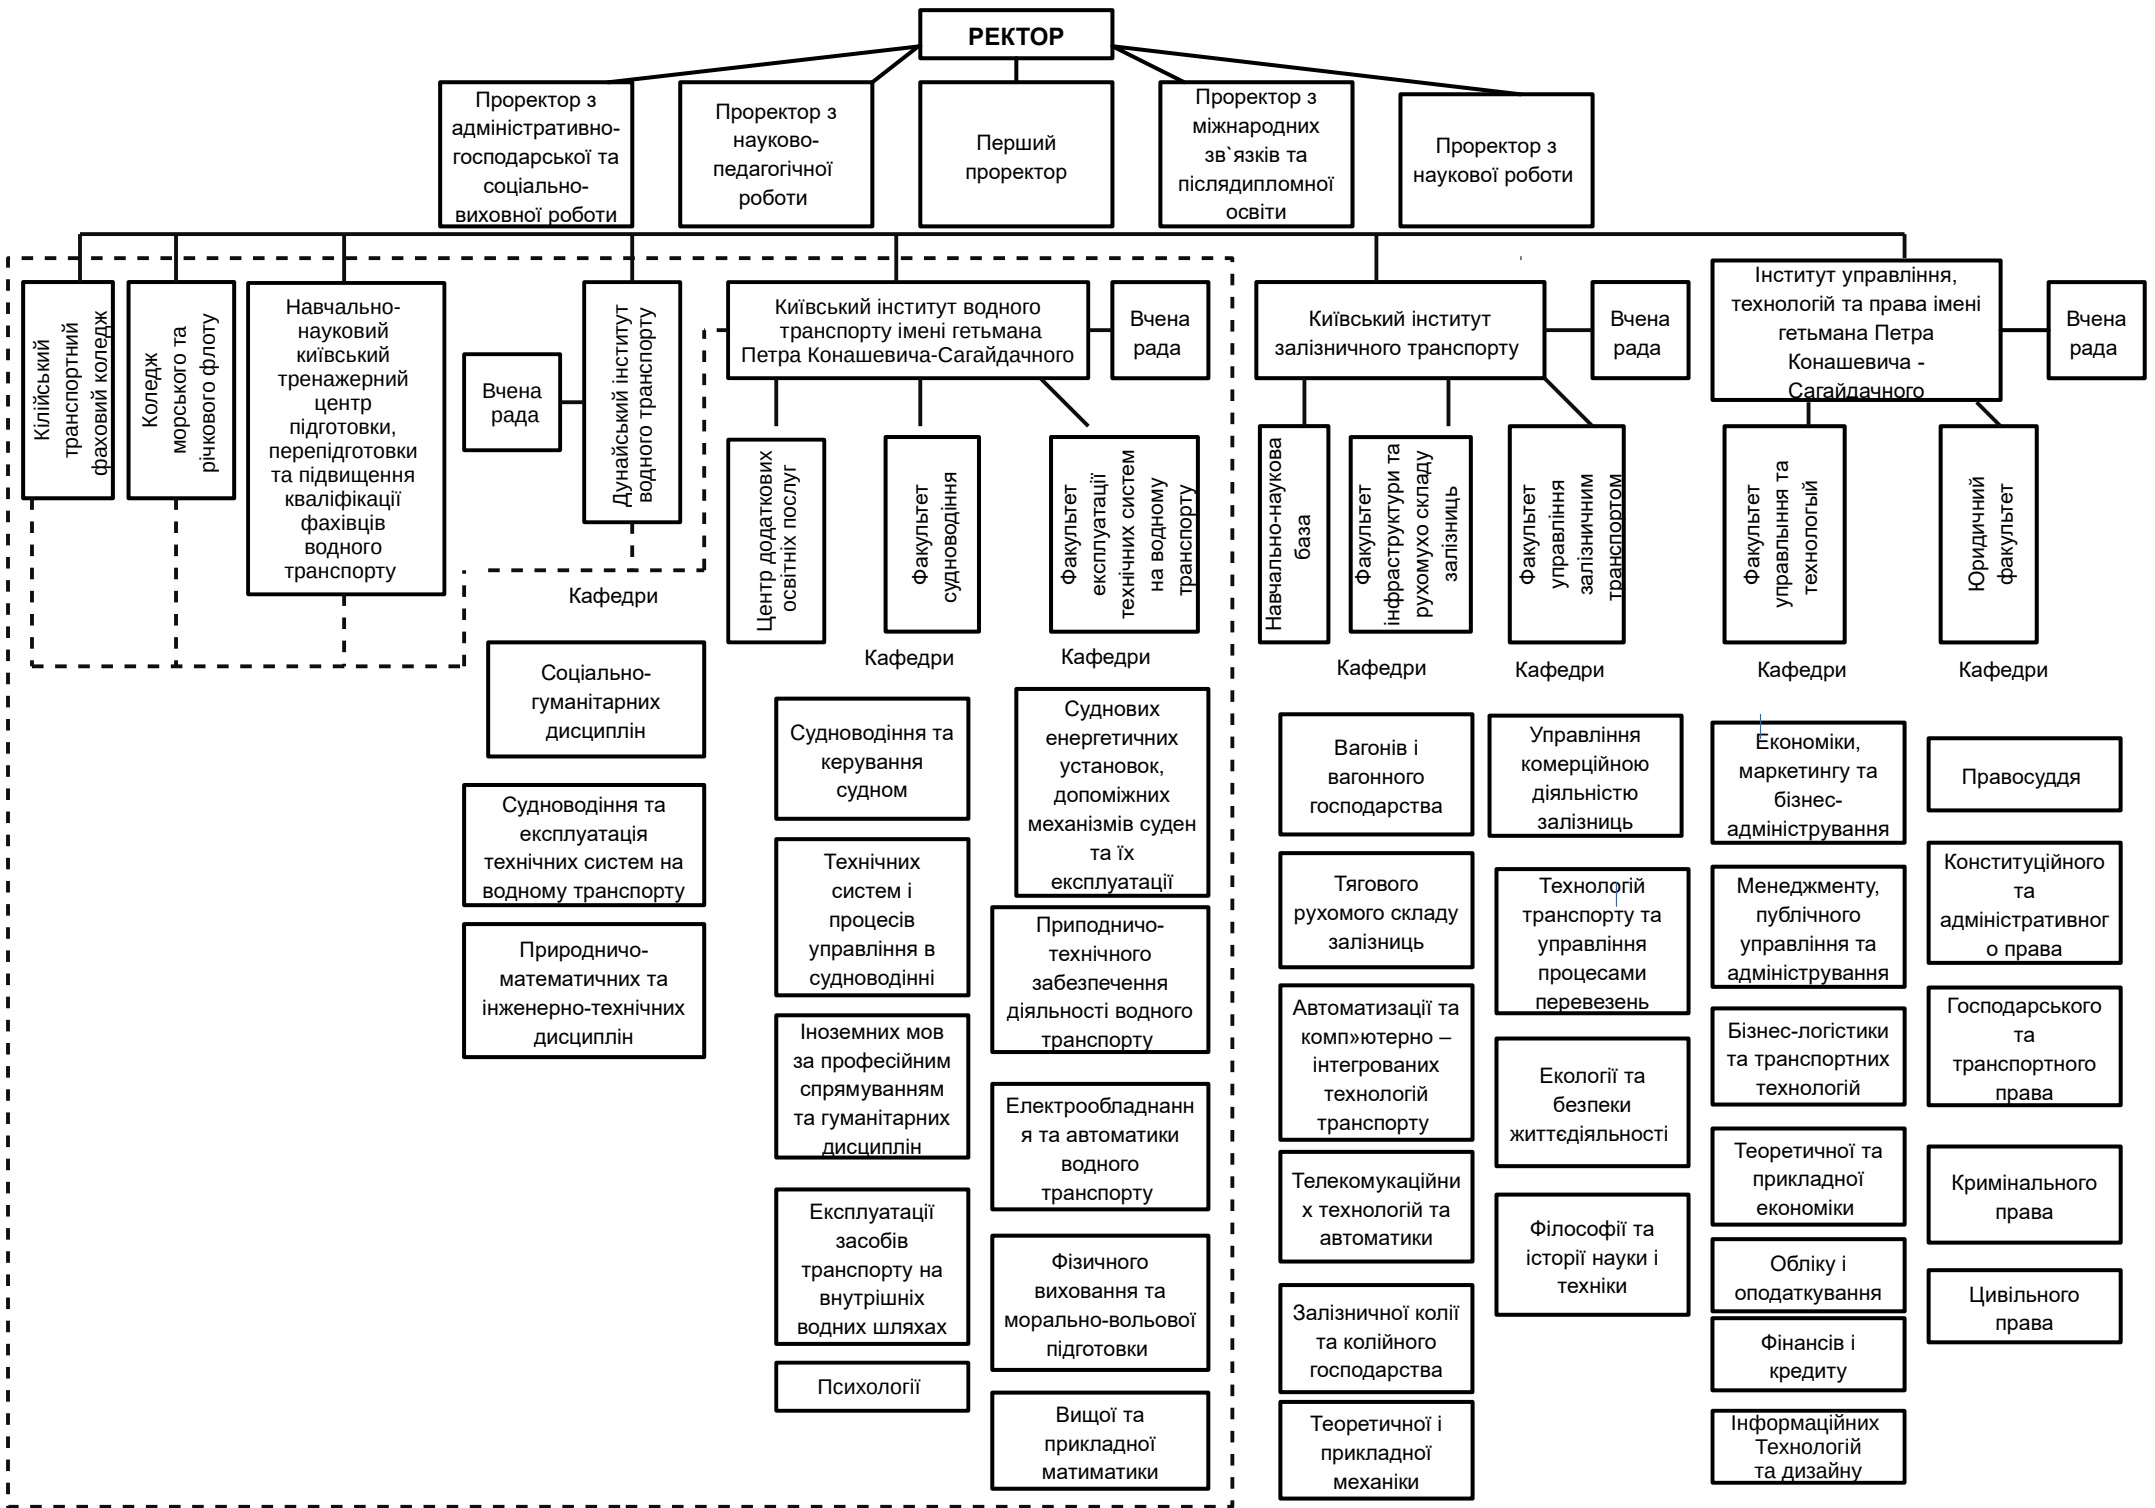 РЕКТОР
Проректор з
адміністративно-
господарської та
соціально-
виховної роботи
Проректор з
науково-
педагогічної
роботи
Перший
проректор
Проректор з
міжнародних
зв`язків та
післядипломної
освіти
Проректор з
наукової роботи
Кілійський
транспортний
фаховий коледж
Коледж
морського та
річкового флоту
Навчально-
науковий
київський
тренажерний
центр
підготовки,
перепідготовки
та підвищення
кваліфікації
фахівців
водного
транспорту
Вчена
рада
Дунайський інститут
водного транспорту
Київський інститут водного
транспорту імені гетьмана
Петра Конашевича-Сагайдачного
Вчена
рада
Київський інститут
залізничного транспорту
Вчена
рада
Інститут управління,
технологій та права імені
гетьмана Петра
Конашевича -
Сагайдачного
Вчена
рада
Центр додаткових
освітніх послуг
Факультет
судноводіння
Факультет
експлуатації
технічних систем
на водному
транспорту
Навчально-наукова
база
Факультет
інфраструктури та
рухомухо складу
залізниць
Факультет
управління
залізничним
транспортом
Факультет
управлыння та
технологый
Юридичний
факультет
Кафедри
Соціально-
гуманітарних
дисциплін
Судноводіння та
експлуатація
технічних систем на
водному транспорту
Природничо-
математичних та
інженерно-технічних
дисциплін
Кафедри
Судноводіння та
керування
судном
Технічних
систем і
процесів
управління в
судноводінні
Іноземних мов
за професійним
спрямуванням
та гуманітарних
дисциплін
Експлуатації
засобів
транспорту на
внутрішніх
водних шляхах
Психології
Кафедри
Суднових
енергетичних
установок,
допоміжних
механізмів суден
та їх
експлуатації
Приподничо-
технічного
забезпечення
діяльності водного
транспорту
Електрообладнанн
я та автоматики
водного
транспорту
Фізичного
виховання та
морально-вольової
підготовки
Вищої та
прикладної
матиматики
Кафедри
Вагонів і
вагонного
господарства
Тягового
рухомого складу
залізниць
Автоматизації та
комп»ютерно –
інтегрованих
технологій
транспорту
Телекомукаційни
х технологій та
автоматики
Залізничної колії
та колійного
господарства
Теоретичної і
прикладної
механіки
Кафедри
Управління
комерційною
діяльністю
залізниць
Технологій
транспорту та
управління
процесами
перевезень
Екології та
безпеки
життєдіяльності
Філософії та
історії науки і
техніки
Кафедри
Економіки,
маркетингу та
бізнес-
адміністрування
Менеджменту,
публічного
управління та
адміністрування
Бізнес-логістики
та транспортних
технологій
Теоретичної та
прикладної
економіки
Обліку і
оподаткування
Фінансів і
кредиту
Інформаційних
Технологій
та дизайну
Кафедри
Правосуддя
Конституційного
та
адміністративног
о права
Господарського
та
транспортного
права
Кримінального
права
Цивільного
права